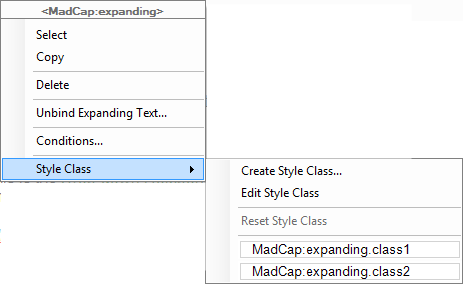 <MadCap:expanding>
Select
Copy
Delete
Unbind Expanding Text...
Conditions...
Style Class
Create Style Class...
Edit Style Class
Reset Style Class
MadCap:expanding.class1
MadCap:expanding.class2